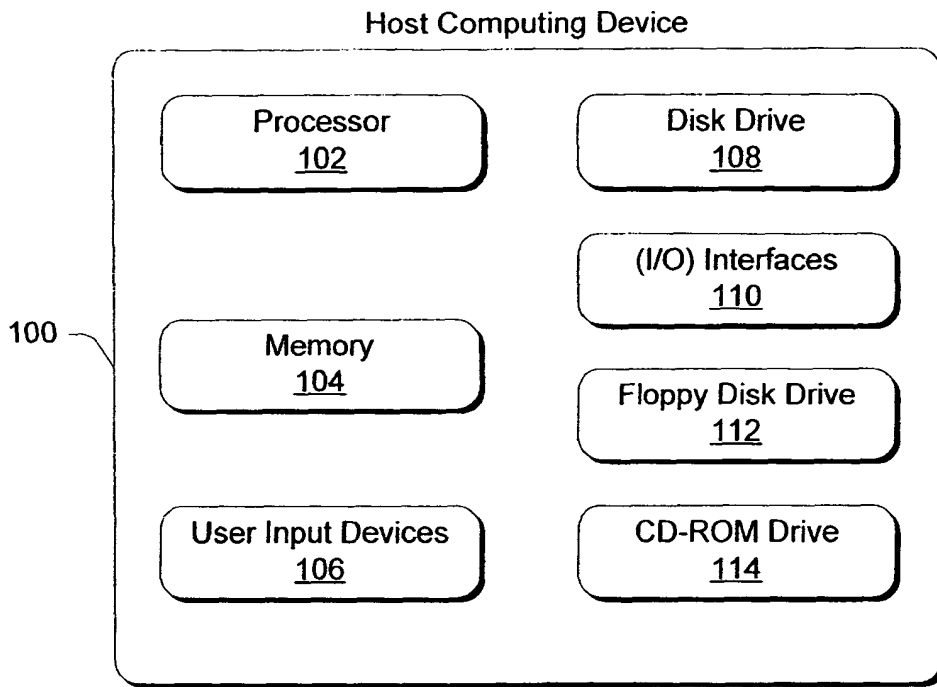 Host Computing Device
Processor
102
Disk Drive
108
(I/O) Interfaces
110
100
Memory
104
Floppy Disk Drive
112
User Input Devices
106
CD-ROM Drive
114